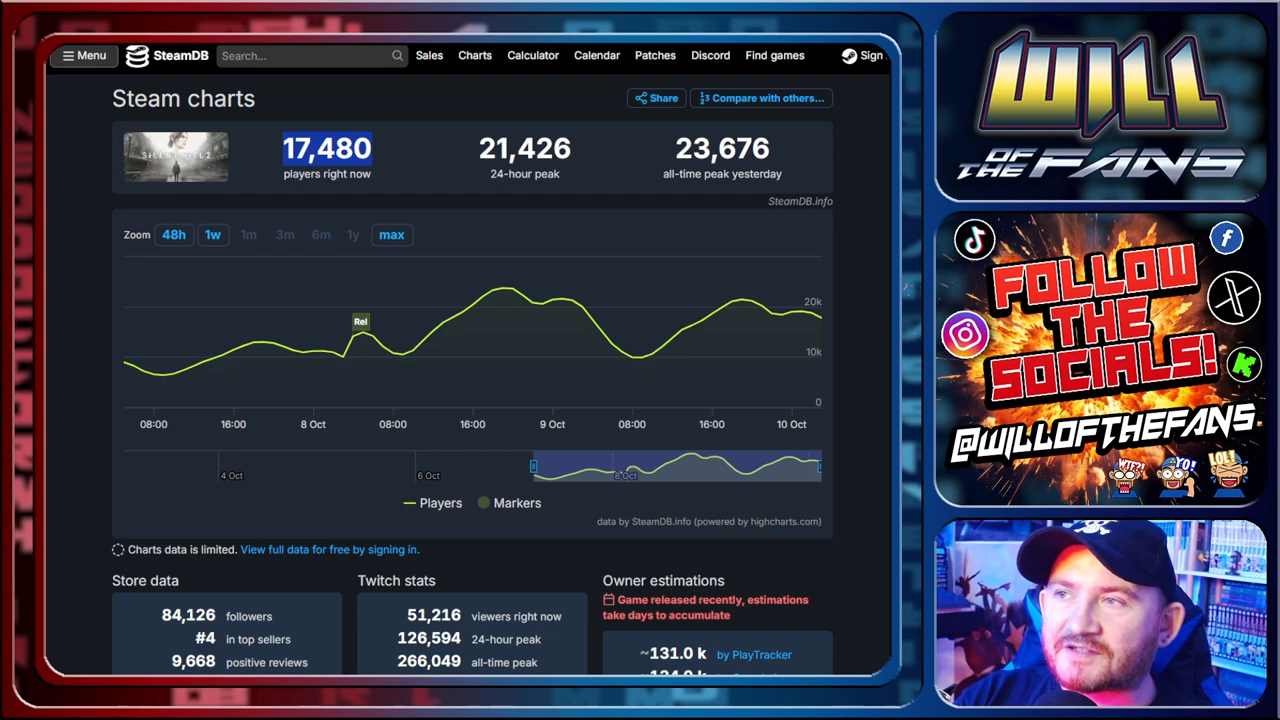 Menu
SteamDB
Search...
Sales
Charts
Calculator
Calendar
Patches
Discord
Find games
Sign
Steam charts
Share
Compare with others...
SILENT HILL 2
17,480
players right now
21,426
24-hour peak
23,676
all-time peak yesterday
SteamDB.info
Zoom
48h
1w
1m
3m
6m
1y
max
20k
Rel
10k
0
08:00
16:00
8 Oct
08:00
16:00
9 Oct
08:00
16:00
10 Oct
4 Oct
6 Oct
8 Oct
Players
Markers
data by SteamDB.info (powered by highcharts.com)
Charts data is limited. View full data for free by signing in.
Store data
84,126 followers
#4 in top sellers
9,668 positive reviews
Twitch stats
51,216 viewers right now
126,594 24-hour peak
266,049 all-time peak
Owner estimations
Game released recently, estimations
take days to accumulate
~131.0 k by PlayTracker
WILL
OF THE FANS
FOLLOW
THE
SOCIALS!
@WILLOFTHEFANS
WTF?!
YO!
LOL!